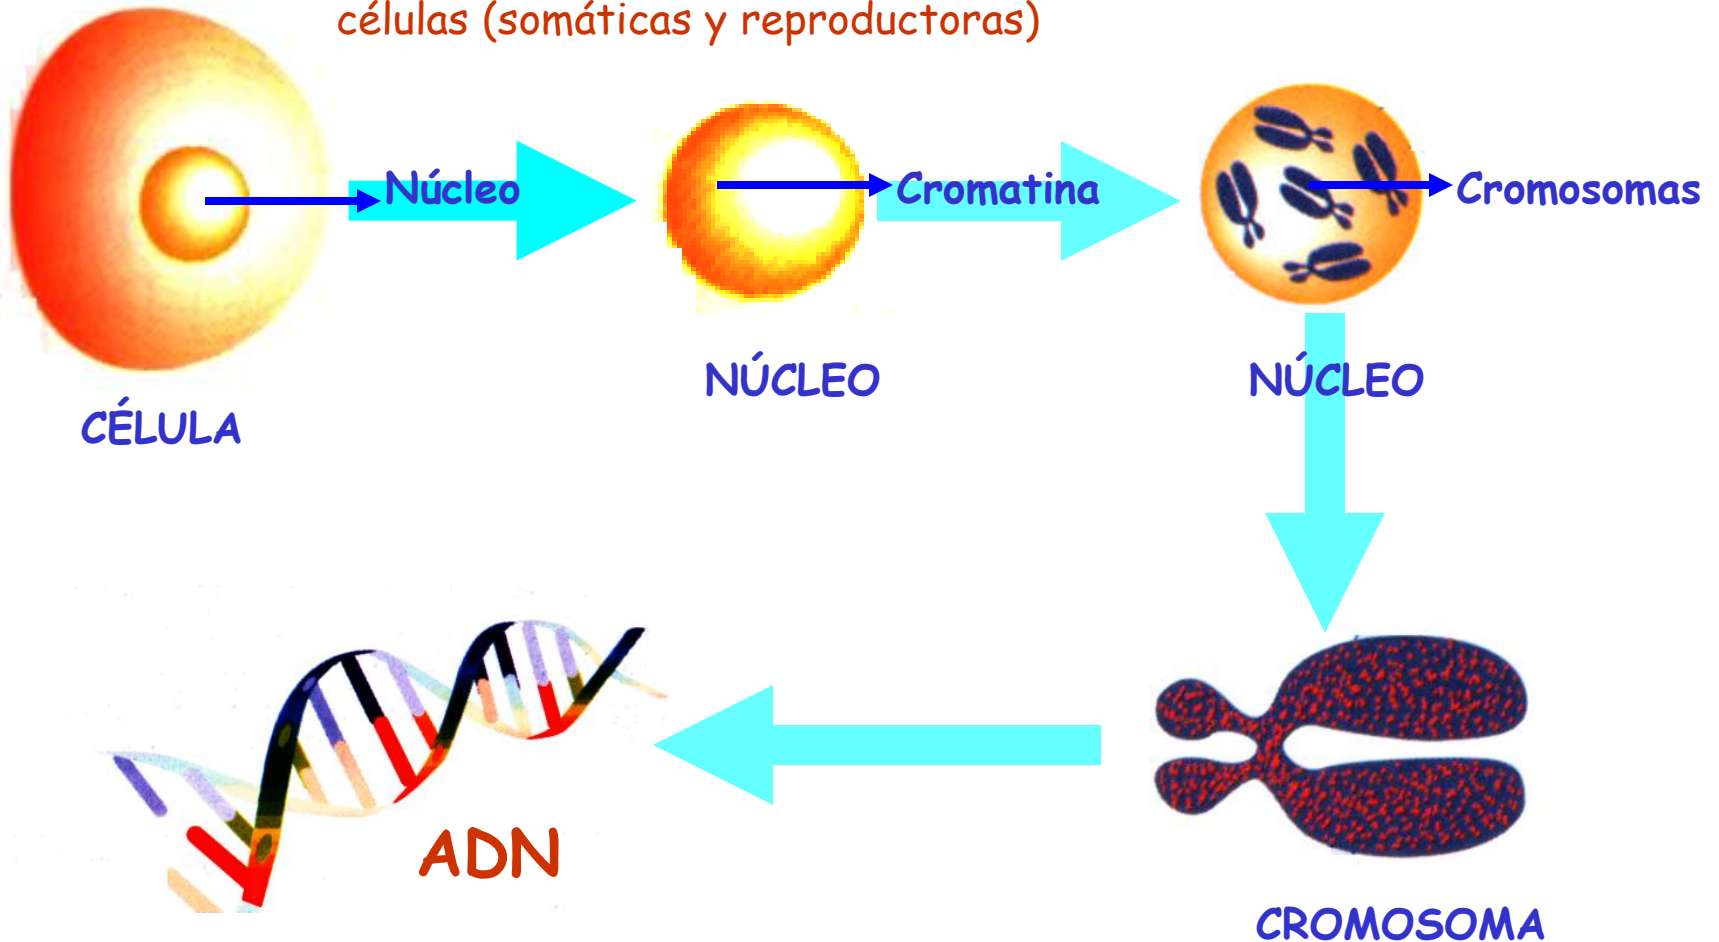 células (somáticas y reproductoras)
Núcleo
Cromatina
Cromosomas
NÚCLEO
NÚCLEO
CÉLULA
ADN
CROMOSOMA